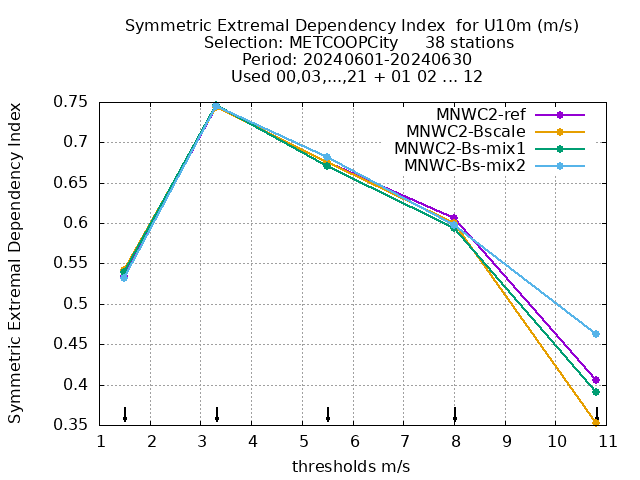 Symmetric Extremal Dependency Index  for U10m (m/s)
Selection: METCOOPCity     38 stations
Period: 20240601-20240630
Used 00,03,...,21 + 01 02 ... 12
Symmetric Extremal Dependency Index
0.75
0.7
0.65
0.6
0.55
0.5
0.45
0.4
0.35
MNWC2-ref
MNWC2-Bscale
MNWC2-Bs-mix1
MNWC-Bs-mix2
1 2 3 4 5 6 7 8 9 10 11
thresholds m/s